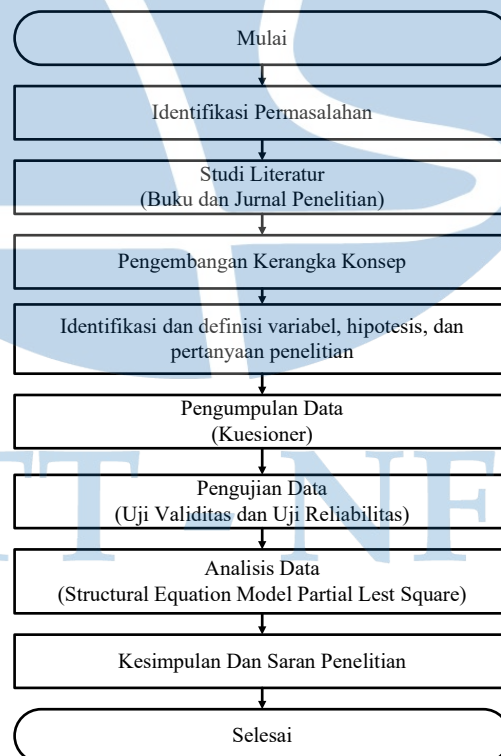 Mulai
Identifikasi Permasalahan
Studi Literatur
(Buku dan Jurnal Penelitian)
Pengembangan Kerangka Konsep
Identifikasi dan definisi variabel, hipotesis, dan
pertanyaan penelitian
Pengumpulan Data
(Kuesioner)
Pengujian Data
(Uji Validitas dan Uji Reliabilitas)
Analisis Data
(Structural Equation Model Partial Lest Square)
Kesimpulan Dan Saran Penelitian
Selesai